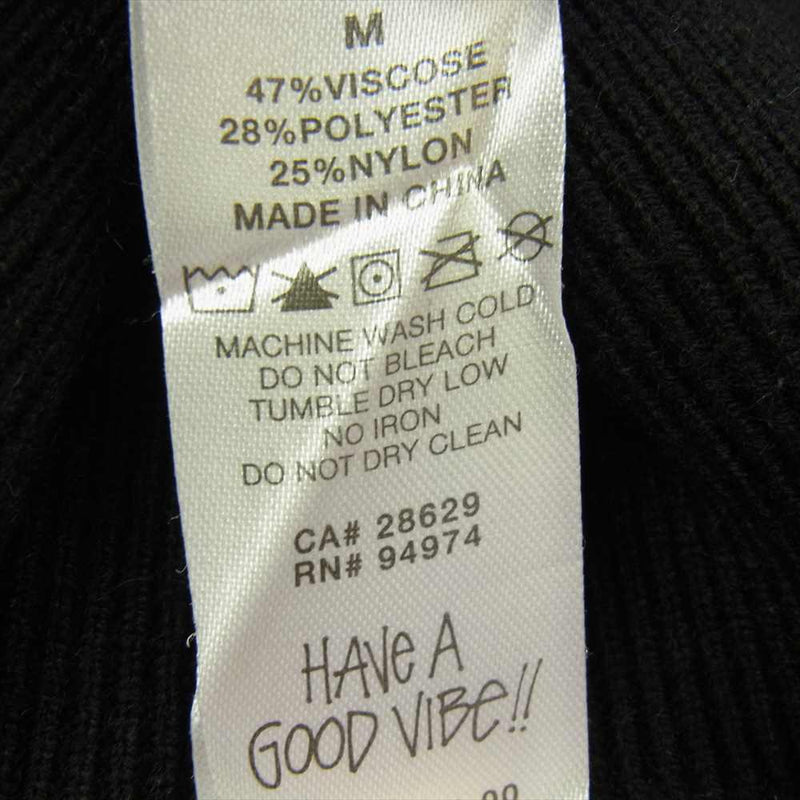 M
47%VISCOSE
28%POLYESTER
25%NYLON
MADE IN CHINA
MACHINE WASH COLD
DO NOT BLEACH
TUMBLE DRY LOW
NO IRON
DO NOT DRY CLEAN
CA# 28629
RN# 94974
HAVE A
GOOD VIBE!!